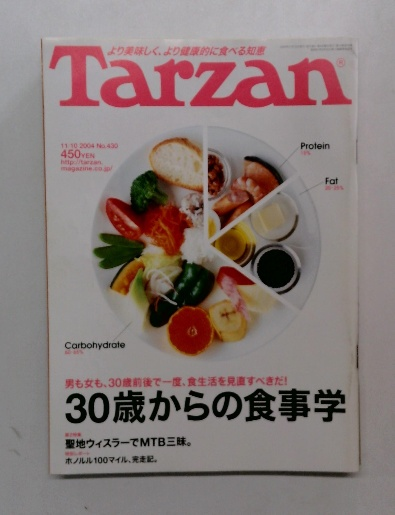 より美味しく、より健康的に食べる知恵
Tarzan®
11·10 2004 No.430
450YEN
http://tarzan.
magazine.co.jp/
Protein
Fat
Carbohydrate
男も女も、30歳前後で一度、食生活を見直すべきだ!
30歳からの食事学
聖地ウィスラーでMTB三昧。
ホノルル100マイル、完走記。